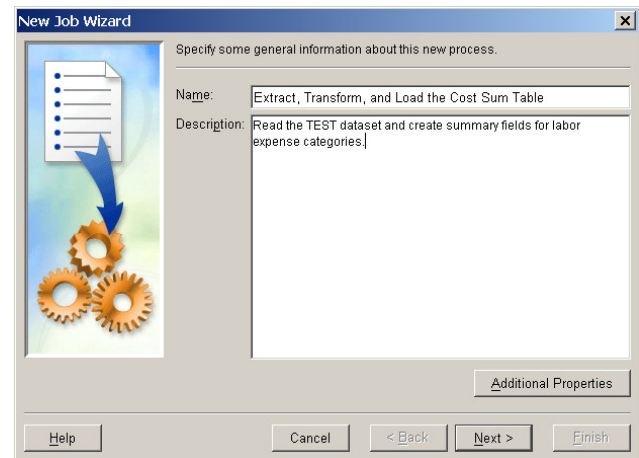 New Job Wizard
Specify some general information about this new process.
Name: Extract, Transform, and Load the Cost Sum Table
Description: Read the TEST dataset and create summary fields for labor
expense categories.
Additional Properties
Help Cancel < Back Next > Finish